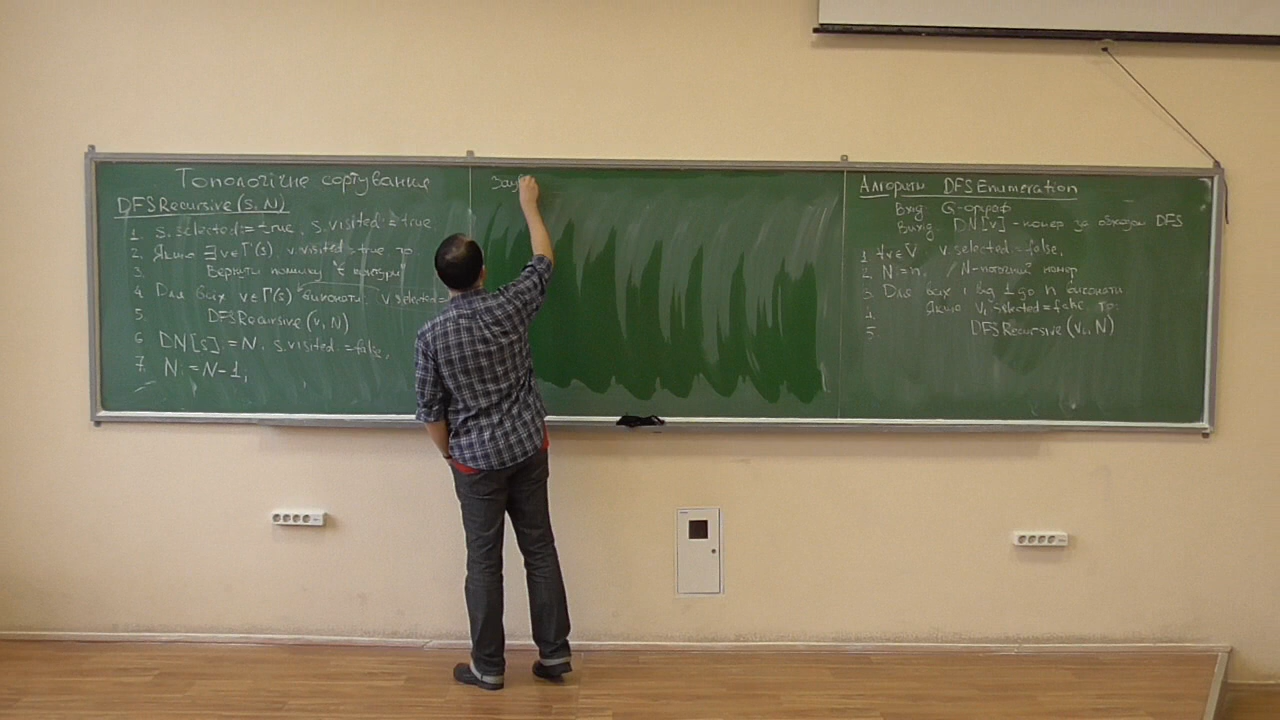 Топологічне сортування
DFSRecursive(s, N)
1. s.selected:=true, s.visited:=true
2. Якщо ∃v∈Γ(s). v.visited=true то
3. Вернути помилку
4. Для всіх v∈Γ(s) виконати. v selected=
5. DFSRecursive(v, N)
6 DN[s]:=N. s.visited:=false,
7. N:=N-1,
Зау
Алгоритм DFSEnumeration
Вхід: G-орграф
Вихід: DN[v]-номер за обходом DFS
1 ∀v∈V v.selected:=false,
2 N:=n. / N-поточний номер
3 Для всіх i від 1 до n виконати
4. Якщо vᵢ.selected=false то.
5 DFSRecursive(vᵢ, N)